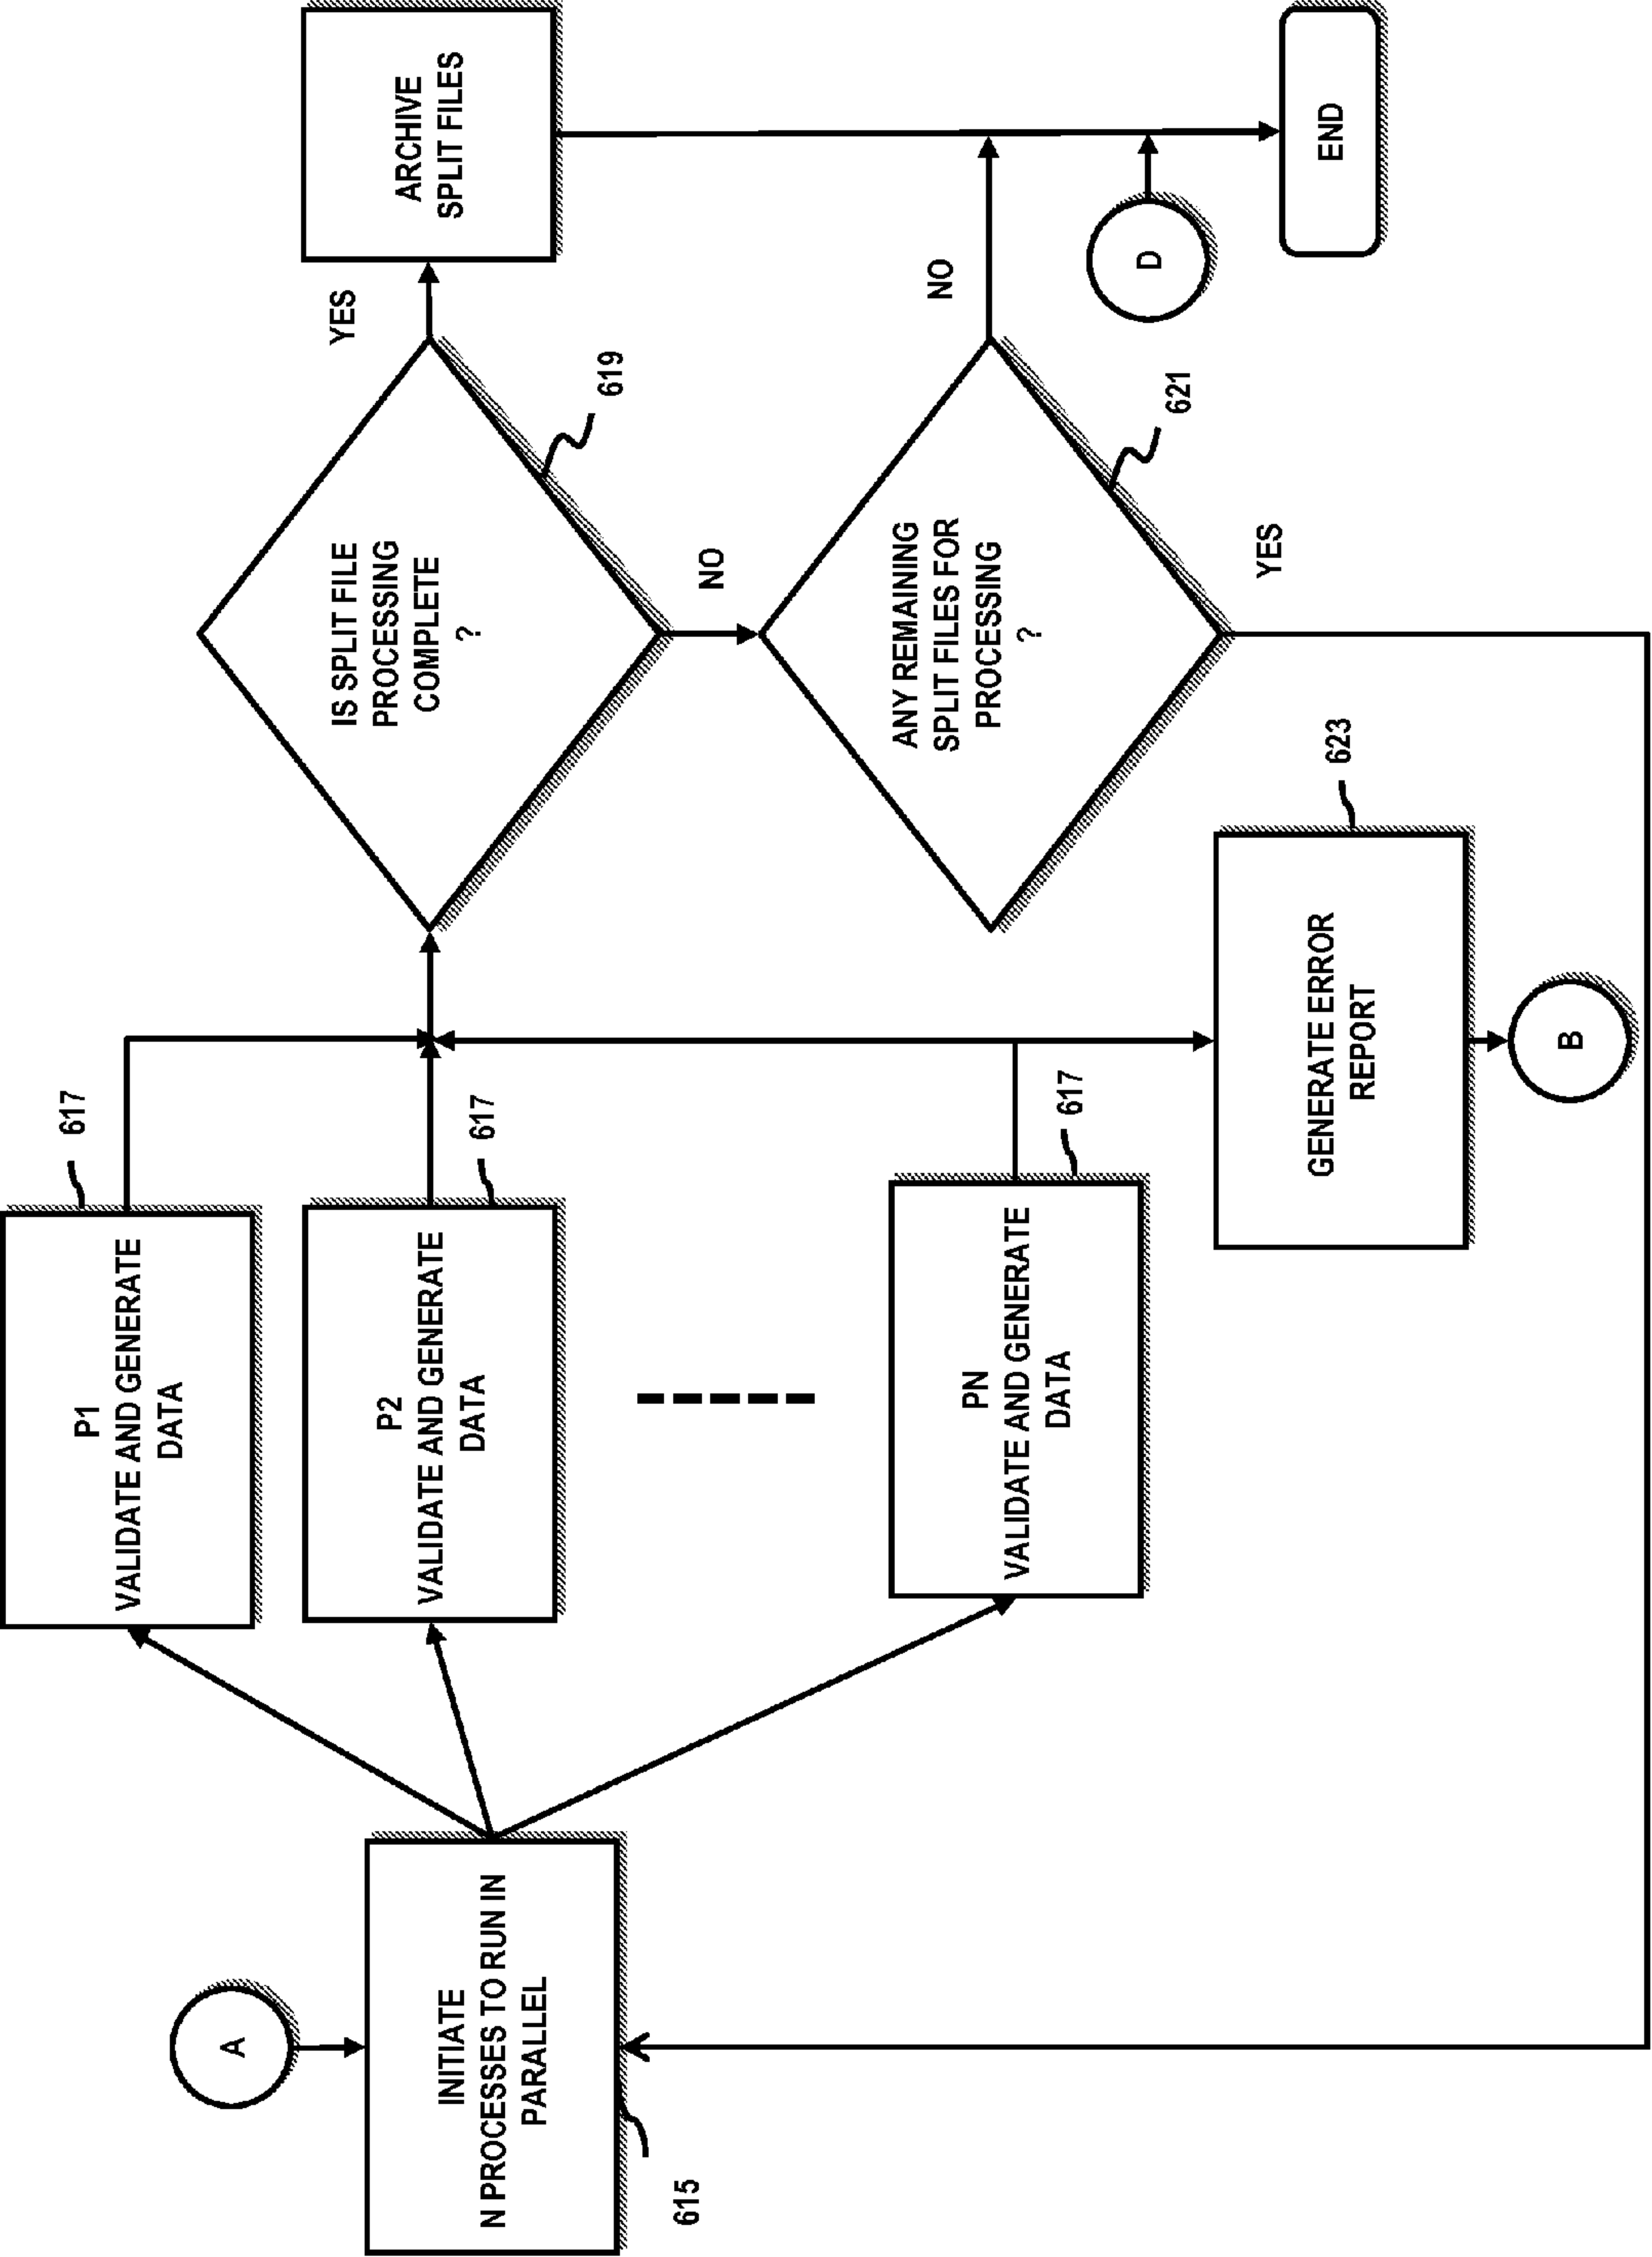 A
INITIATE
N PROCESSES TO RUN IN
PARALLEL
615
P1
VALIDATE AND GENERATE
DATA
617
P2
VALIDATE AND GENERATE
DATA
617
PN
VALIDATE AND GENERATE
DATA
617
GENERATE ERROR
REPORT
623
B
IS SPLIT FILE
PROCESSING
COMPLETE
?
619
YES
NO
ANY REMAINING
SPLIT FILES FOR
PROCESSING
?
621
NO
YES
ARCHIVE
SPLIT FILES
D
END